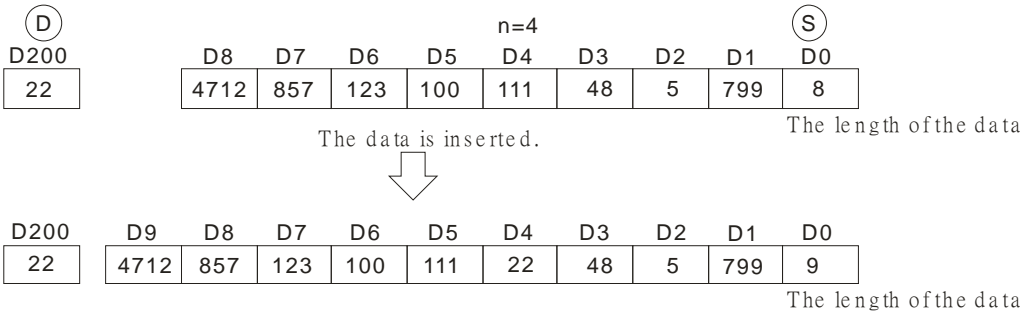 D n=4 S
D200 D8 D7 D6 D5 D4 D3 D2 D1 D0
22 4712 857 123 100 111 48 5 799 8
The length of the data
The data is inserted.
D200 D9 D8 D7 D6 D5 D4 D3 D2 D1 D0
22 4712 857 123 100 111 22 48 5 799 9
The length of the data